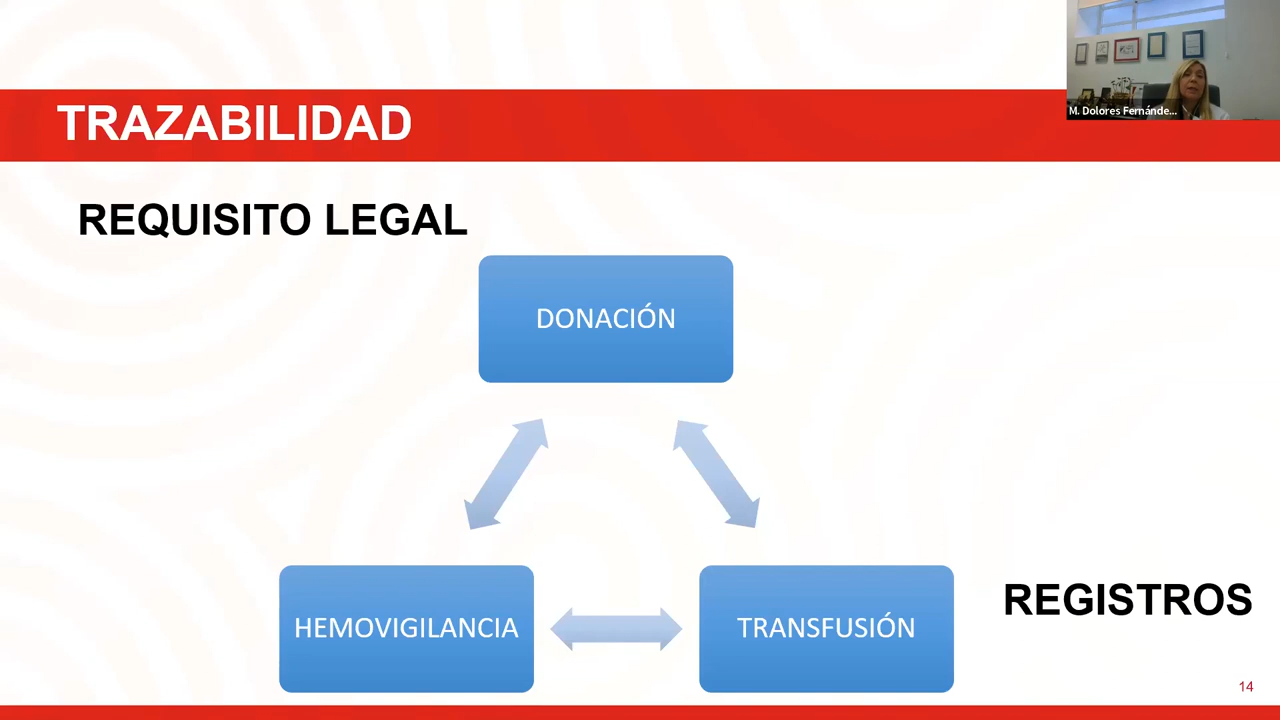 TRAZABILIDAD
M. Dolores Fernánde...
REQUISITO LEGAL
DONACIÓN
HEMOVIGILANCIA
TRANSFUSIÓN
REGISTROS
14